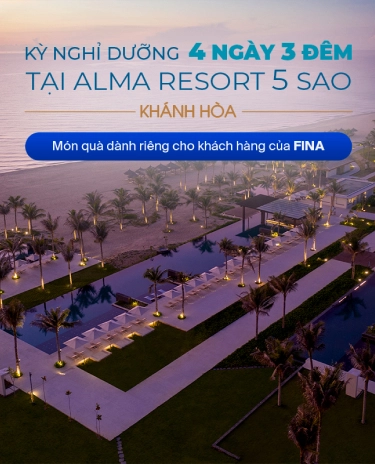 KỲ NGHỈ DƯỠNG 4 NGÀY 3 ĐÊM
TẠI ALMA RESORT 5 SAO
KHÁNH HÒA
Món quà dành riêng cho khách hàng của FINA